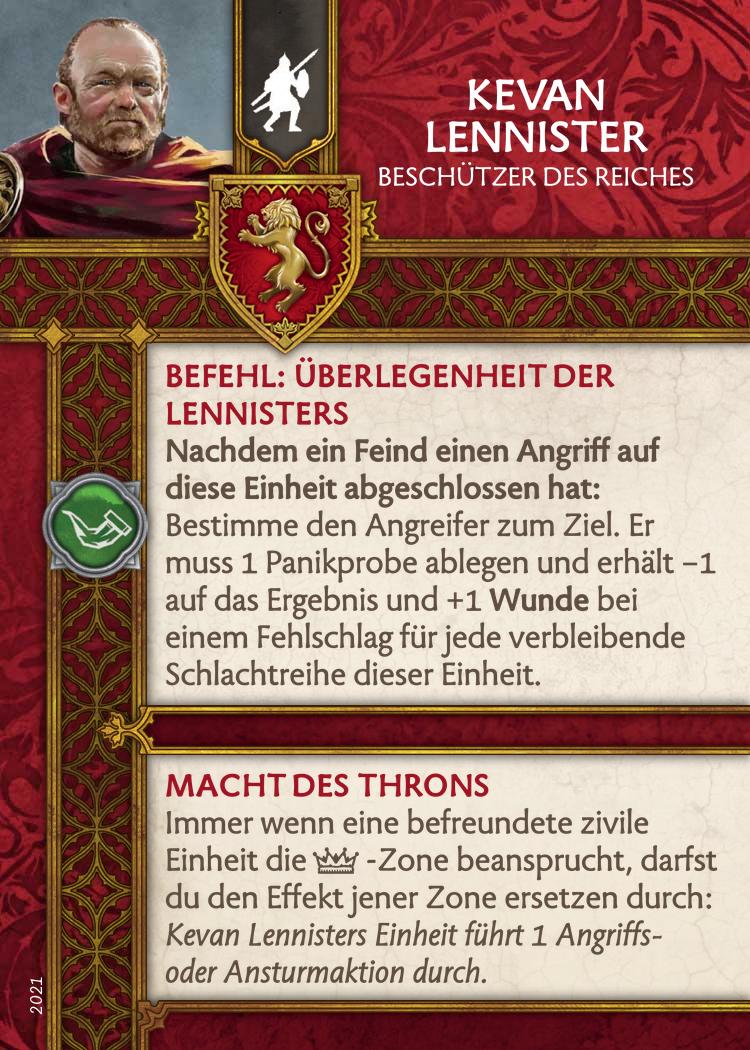 KEVAN
LENNISTER
BESCHÜTZER DES REICHES
BEFEHL: ÜBERLEGENHEIT DER
LENNISTERS
Nachdem ein Feind einen Angriff auf
diese Einheit abgeschlossen hat:
Bestimme den Angreifer zum Ziel. Er
muss 1 Panikprobe ablegen und erhält −1
auf das Ergebnis und +1 Wunde bei
einem Fehlschlag für jede verbleibende
Schlachtreihe dieser Einheit.
MACHT DES THRONS
Immer wenn eine befreundete zivile
Einheit die -Zone beansprucht, darfst
du den Effekt jener Zone ersetzen durch:
Kevan Lennisters Einheit führt 1 Angriffs-
oder Ansturmaktion durch.
2021